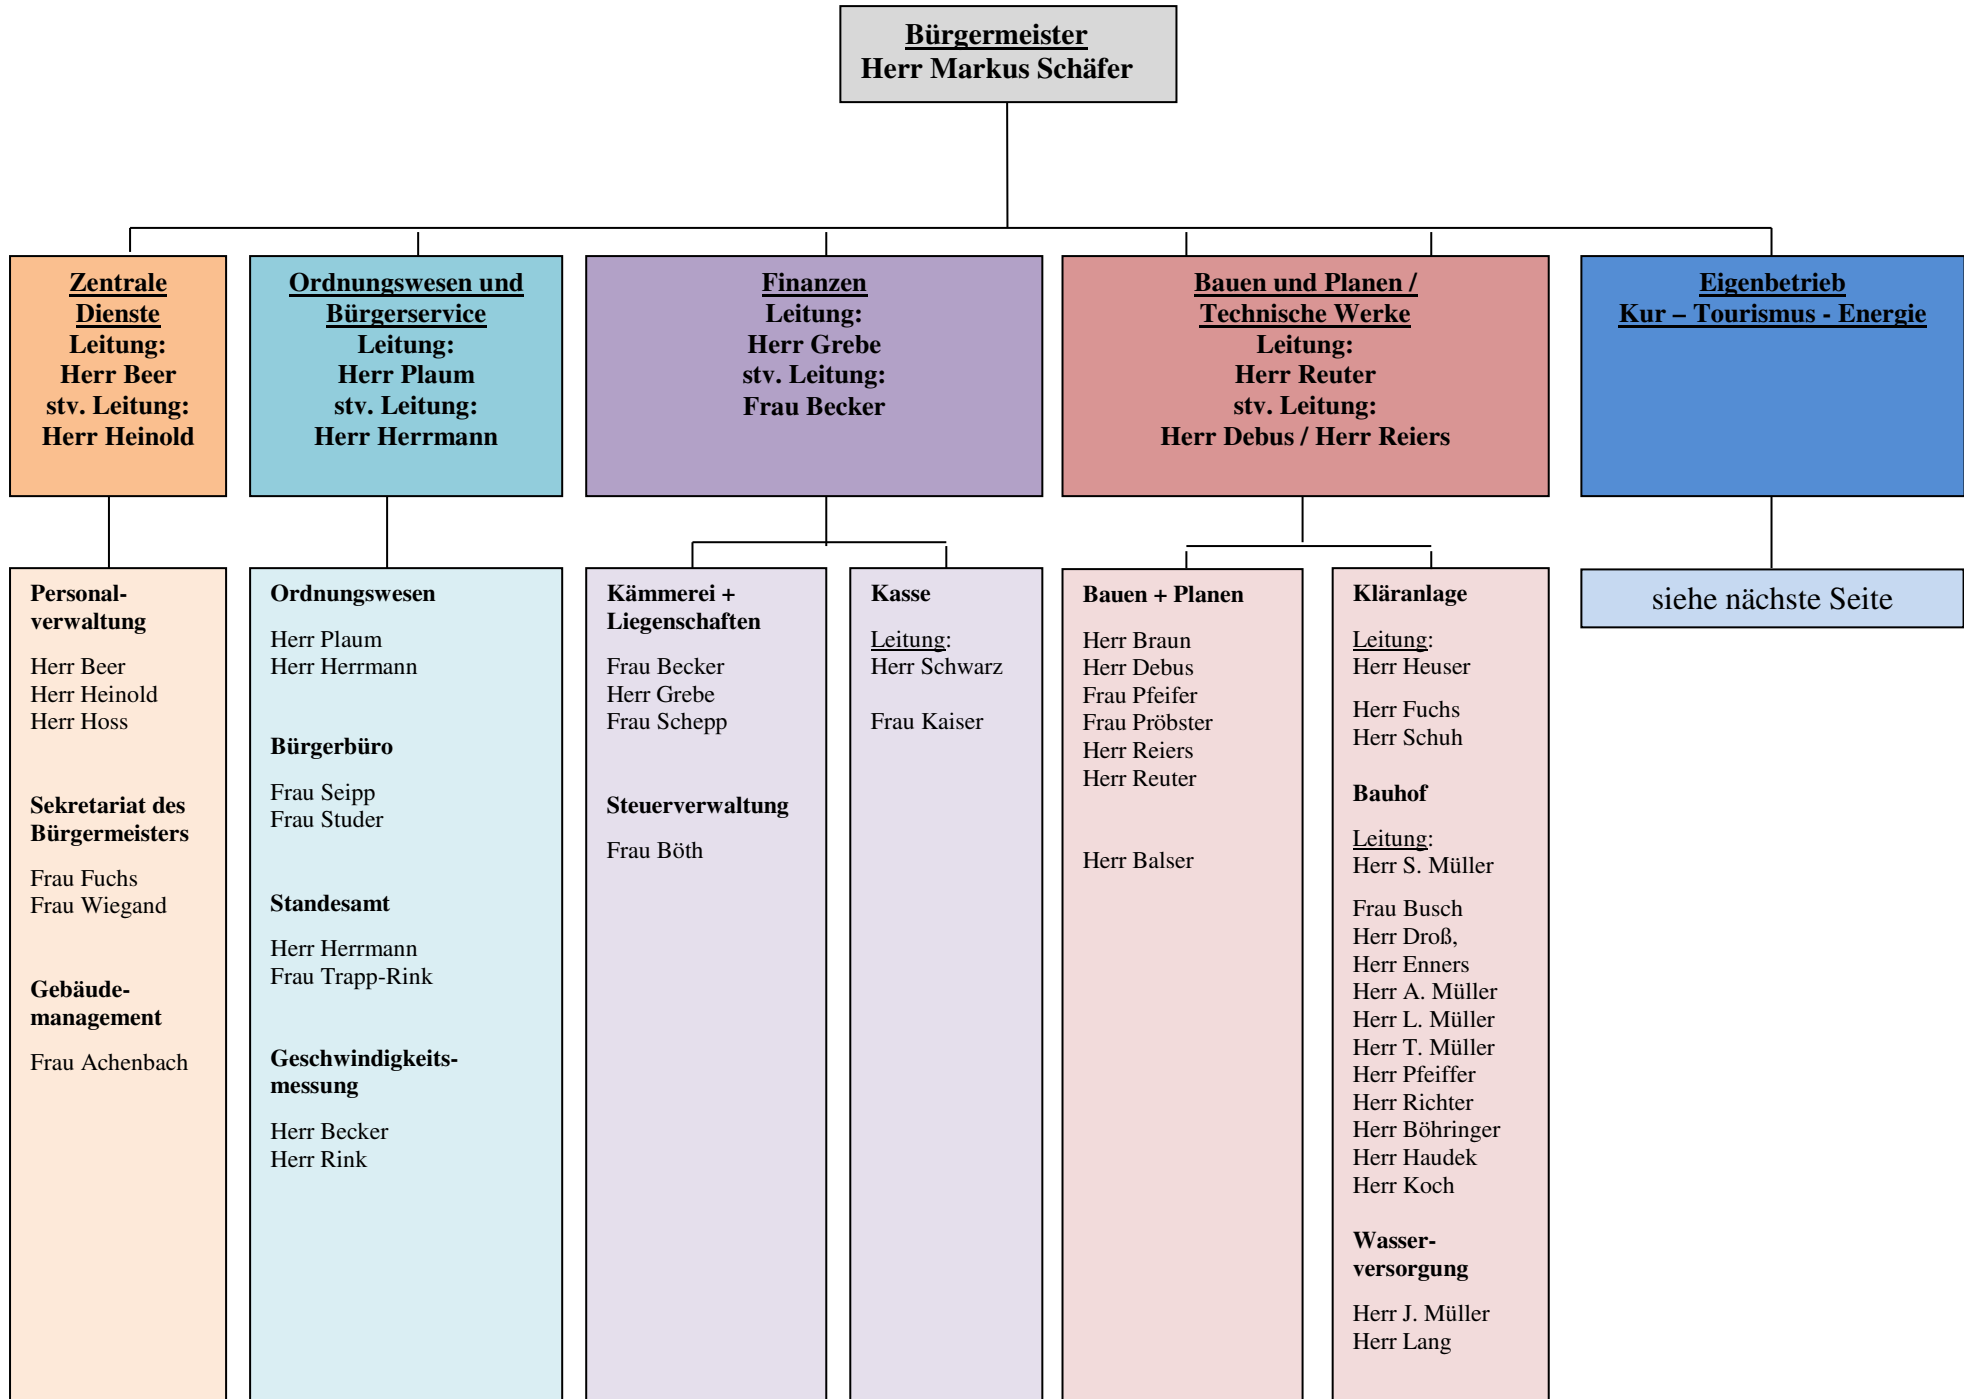 Bürgermeister
Herr Markus Schäfer
Zentrale
Dienste
Leitung:
Herr Beer
stv. Leitung:
Herr Heinold
Ordnungswesen und
Bürgerservice
Leitung:
Herr Plaum
stv. Leitung:
Herr Herrmann
Finanzen
Leitung:
Herr Grebe
stv. Leitung:
Frau Becker
Bauen und Planen /
Technische Werke
Leitung:
Herr Reuter
stv. Leitung:
Herr Debus / Herr Reiers
Eigenbetrieb
Kur – Tourismus - Energie
Personal-
verwaltung
Herr Beer
Herr Heinold
Herr Hoss
Sekretariat des
Bürgermeisters
Frau Fuchs
Frau Wiegand
Gebäude-
management
Frau Achenbach
Ordnungswesen
Herr Plaum
Herr Herrmann
Bürgerbüro
Frau Seipp
Frau Studer
Standesamt
Herr Herrmann
Frau Trapp-Rink
Geschwindigkeits-
messung
Herr Becker
Herr Rink
Kämmerei +
Liegenschaften
Frau Becker
Herr Grebe
Frau Schepp
Steuerverwaltung
Frau Böth
Kasse
Leitung:
Herr Schwarz
Frau Kaiser
Bauen + Planen
Herr Braun
Herr Debus
Frau Pfeifer
Frau Pröbster
Herr Reiers
Herr Reuter
Herr Balser
Kläranlage
Leitung:
Herr Heuser
Herr Fuchs
Herr Schuh
Bauhof
Leitung:
Herr S. Müller
Frau Busch
Herr Droß,
Herr Enners
Herr A. Müller
Herr L. Müller
Herr T. Müller
Herr Pfeiffer
Herr Richter
Herr Böhringer
Herr Haudek
Herr Koch
Wasser-
versorgung
Herr J. Müller
Herr Lang
siehe nächste Seite